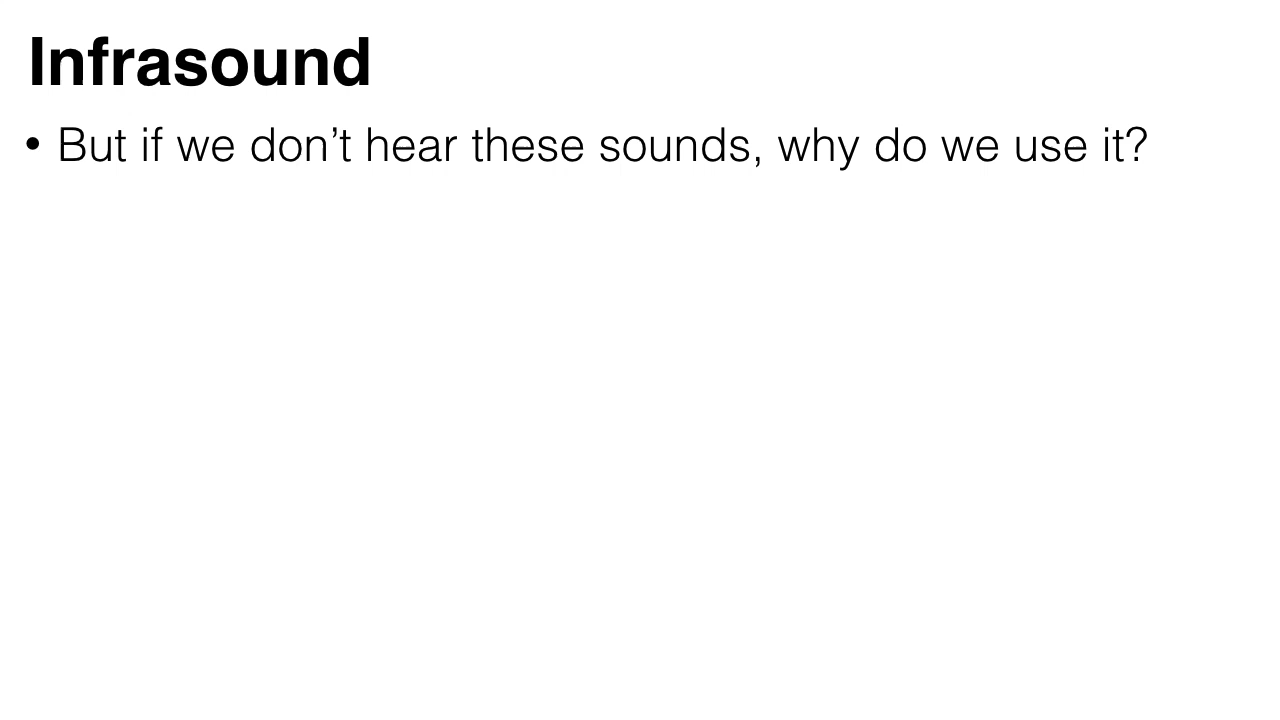 Infrasound
• But if we don’t hear these sounds, why do we use it?